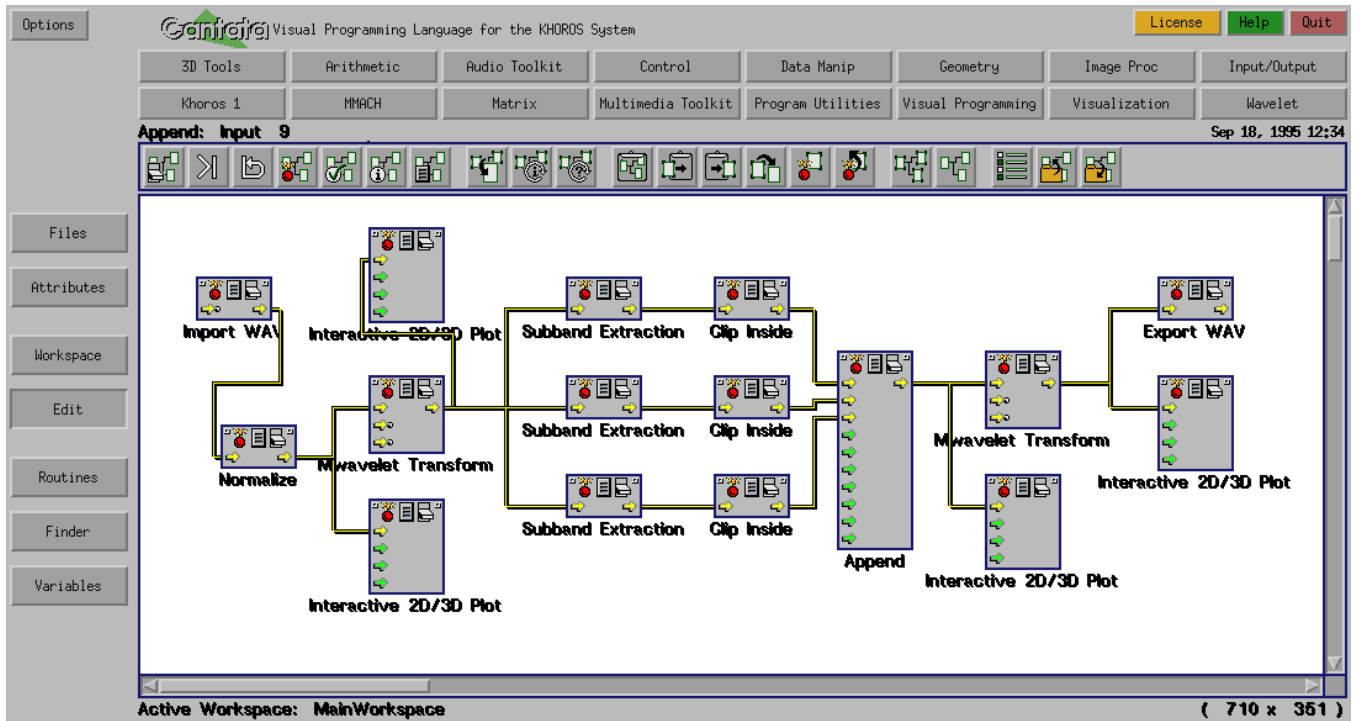 Options
Cantata Visual Programming Language for the KHOROS System
License Help Quit
3D Tools Arithmetic Audio Toolkit Control Data Manip Geometry Image Proc Input/Output
Khoros 1 MMACH Matrix Multimedia Toolkit Program Utilities Visual Programming Visualization Wavelet
Append: Input 9
Sep 18, 1995 12:34
Files
Attributes
Workspace
Edit
Routines
Finder
Variables
Import WAV
Interactive 2D/3D Plot
Subband Extraction
Clip Inside
Export WAV
Normalize
Mwavelet Transform
Subband Extraction
Clip Inside
Mwavelet Transform
Interactive 2D/3D Plot
Interactive 2D/3D Plot
Subband Extraction
Clip Inside
Append
Interactive 2D/3D Plot
Active Workspace: MainWorkspace
( 710 x 351 )